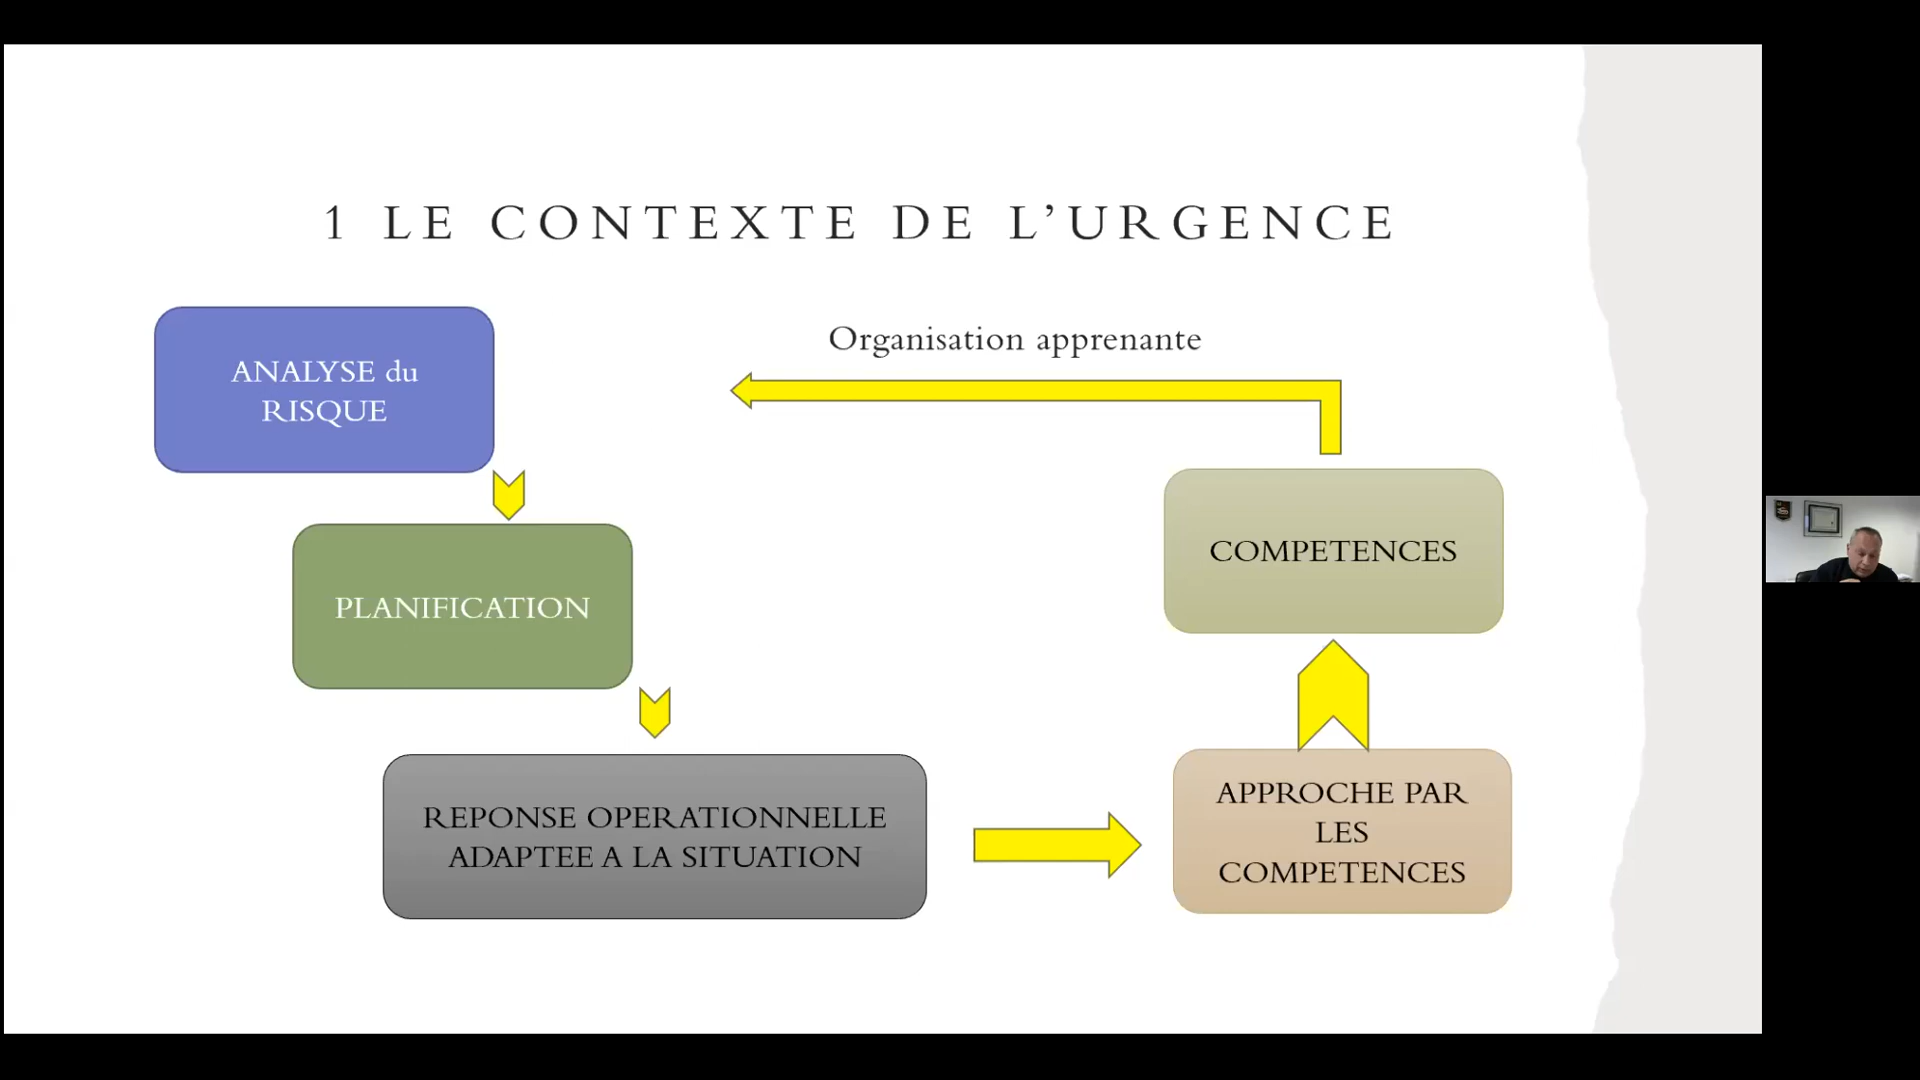 1 LE CONTEXTE DE L’URGENCE
ANALYSE du
RISQUE
Organisation apprenante
PLANIFICATION
COMPETENCES
REPONSE OPERATIONNELLE
ADAPTEE A LA SITUATION
APPROCHE PAR
LES
COMPETENCES